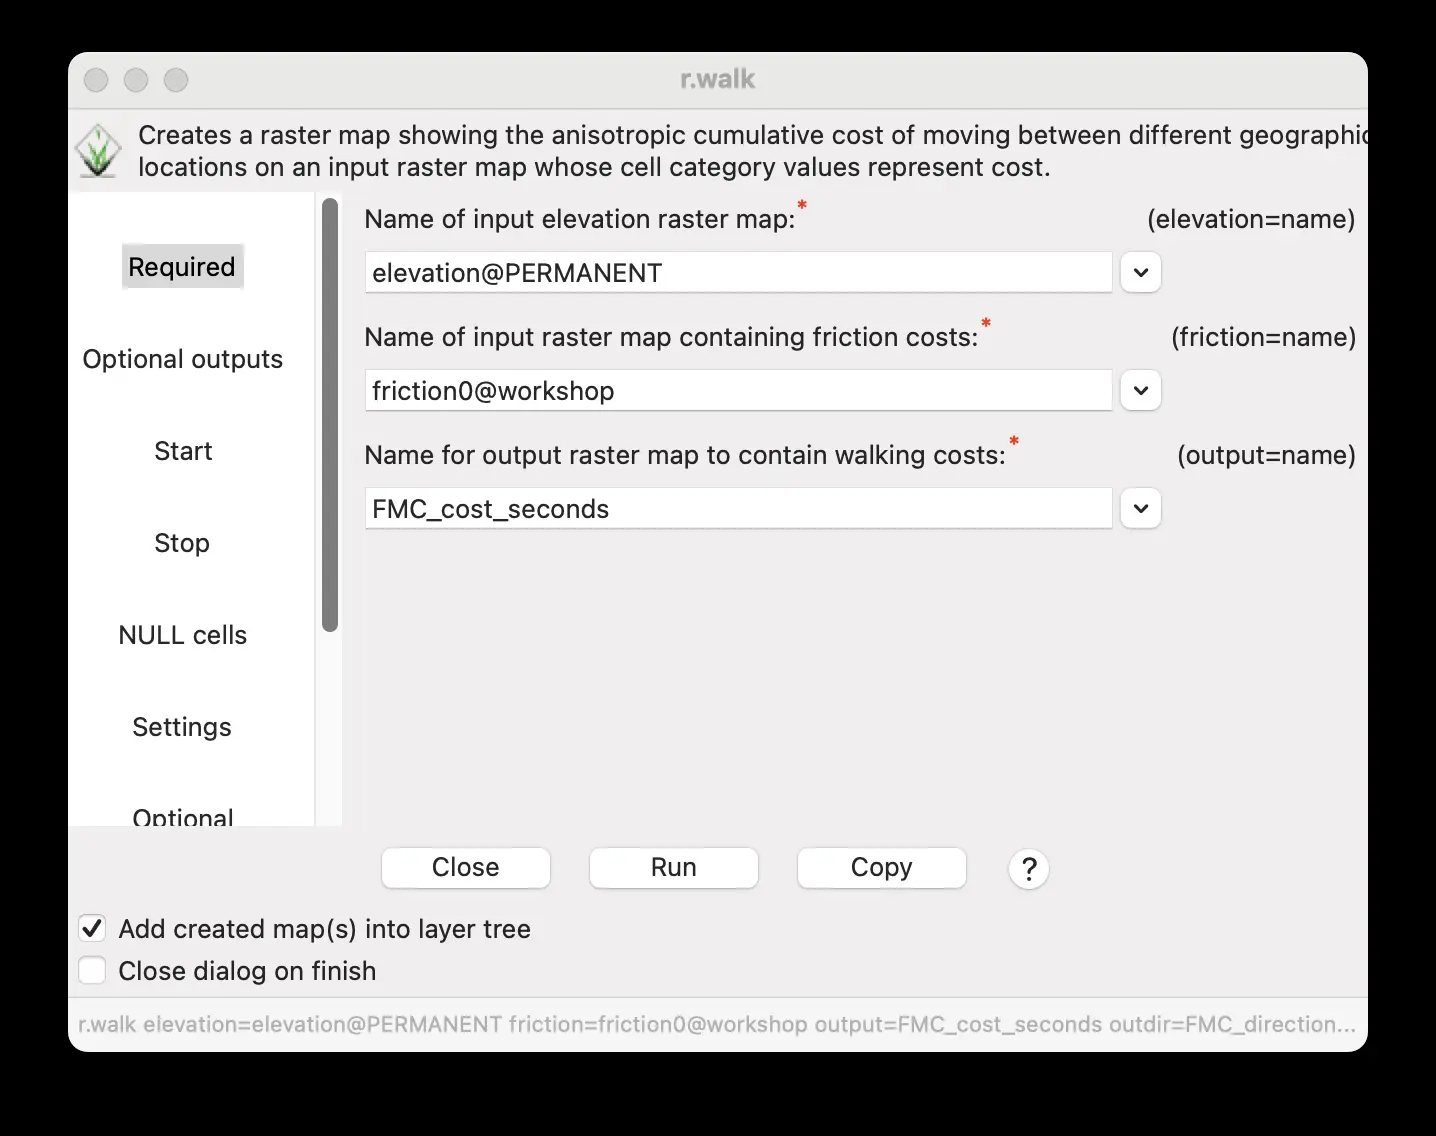 r.walk
Creates a raster map showing the anisotropic cumulative cost of moving between different geographic
locations on an input raster map whose cell category values represent cost.
Required
Optional outputs
Start
Stop
NULL cells
Settings
Optional
Name of input elevation raster map:* (elevation=name)
elevation@PERMANENT
Name of input raster map containing friction costs:* (friction=name)
friction0@workshop
Name for output raster map to contain walking costs:* (output=name)
FMC_cost_seconds
Close Run Copy ?
Add created map(s) into layer tree
Close dialog on finish
r.walk elevation=elevation@PERMANENT friction=friction0@workshop output=FMC_cost_seconds outdir=FMC_direction...